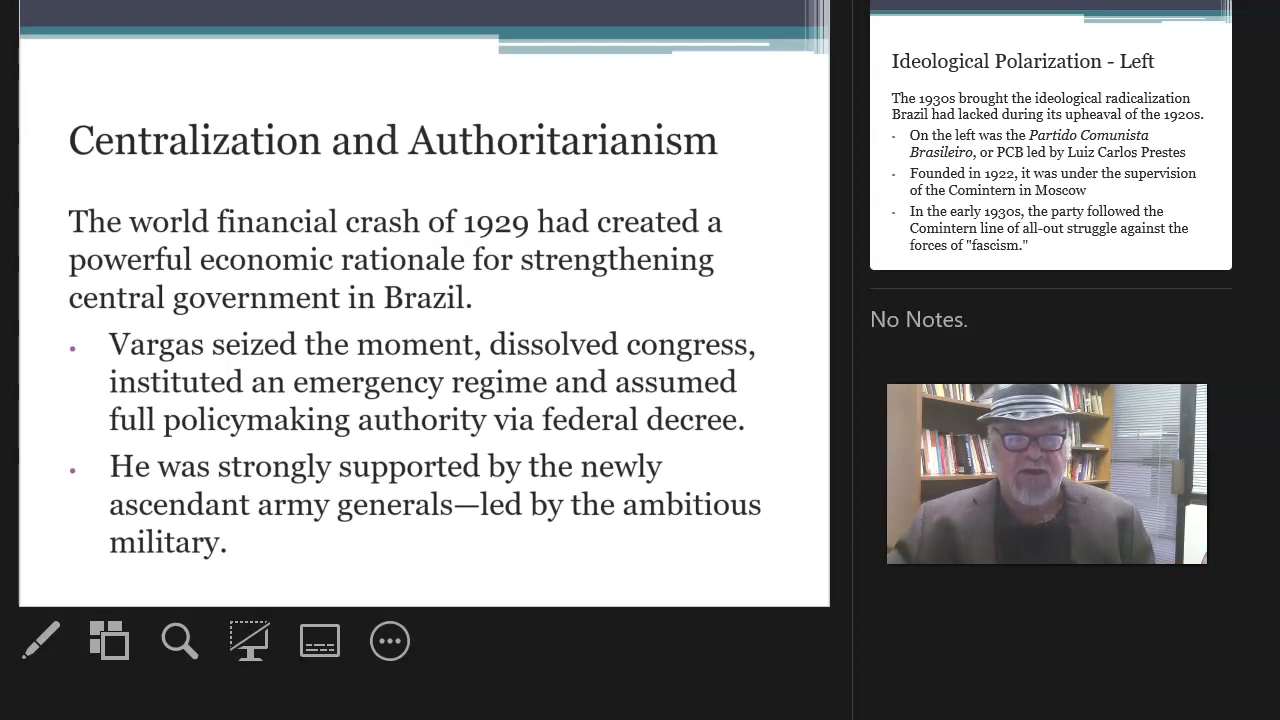 Centralization and Authoritarianism
The world financial crash of 1929 had created a
powerful economic rationale for strengthening
central government in Brazil.
• Vargas seized the moment, dissolved congress,
instituted an emergency regime and assumed
full policymaking authority via federal decree.
• He was strongly supported by the newly
ascendant army generals—led by the ambitious
military.
Ideological Polarization - Left
The 1930s brought the ideological radicalization
Brazil had lacked during its upheaval of the 1920s.
- On the left was the Partido Comunista
Brasileiro, or PCB led by Luiz Carlos Prestes
- Founded in 1922, it was under the supervision
of the Comintern in Moscow
- In the early 1930s, the party followed the
Comintern line of all-out struggle against the
forces of "fascism."
No Notes.